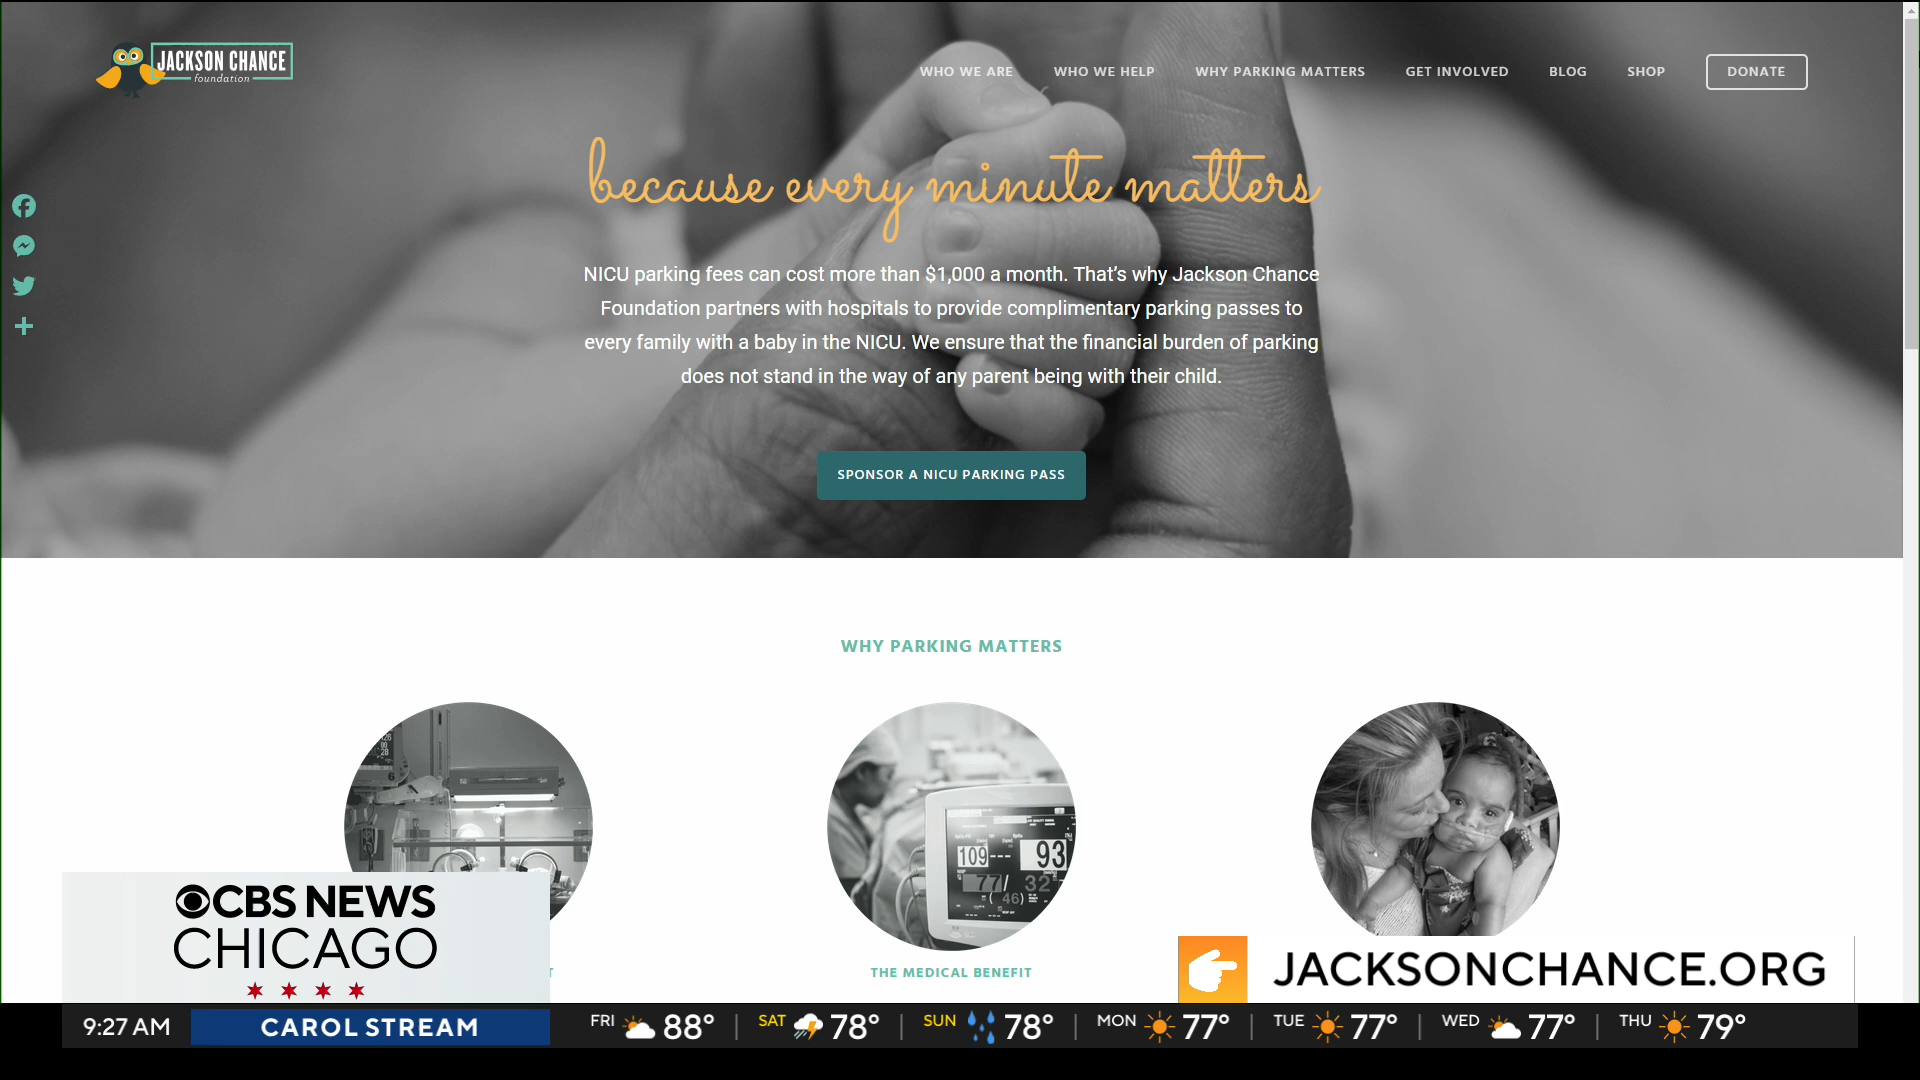 JACKSON CHANCE
foundation
WHO WE ARE
WHO WE HELP
WHY PARKING MATTERS
GET INVOLVED
BLOG
SHOP
DONATE
because every minute matters
NICU parking fees can cost more than $1,000 a month. That's why Jackson Chance
Foundation partners with hospitals to provide complimentary parking passes to
every family with a baby in the NICU. We ensure that the financial burden of parking
does not stand in the way of any parent being with their child.
SPONSOR A NICU PARKING PASS
WHY PARKING MATTERS
109 --- 93
77/ 32
(46)
THE MEDICAL BENEFIT
CBS NEWS
CHICAGO
JACKSONCHANCE.ORG
9:27 AM
CAROL STREAM
FRI 88°
SAT 78°
SUN 78°
MON 77°
TUE 77°
WED 77°
THU 79°